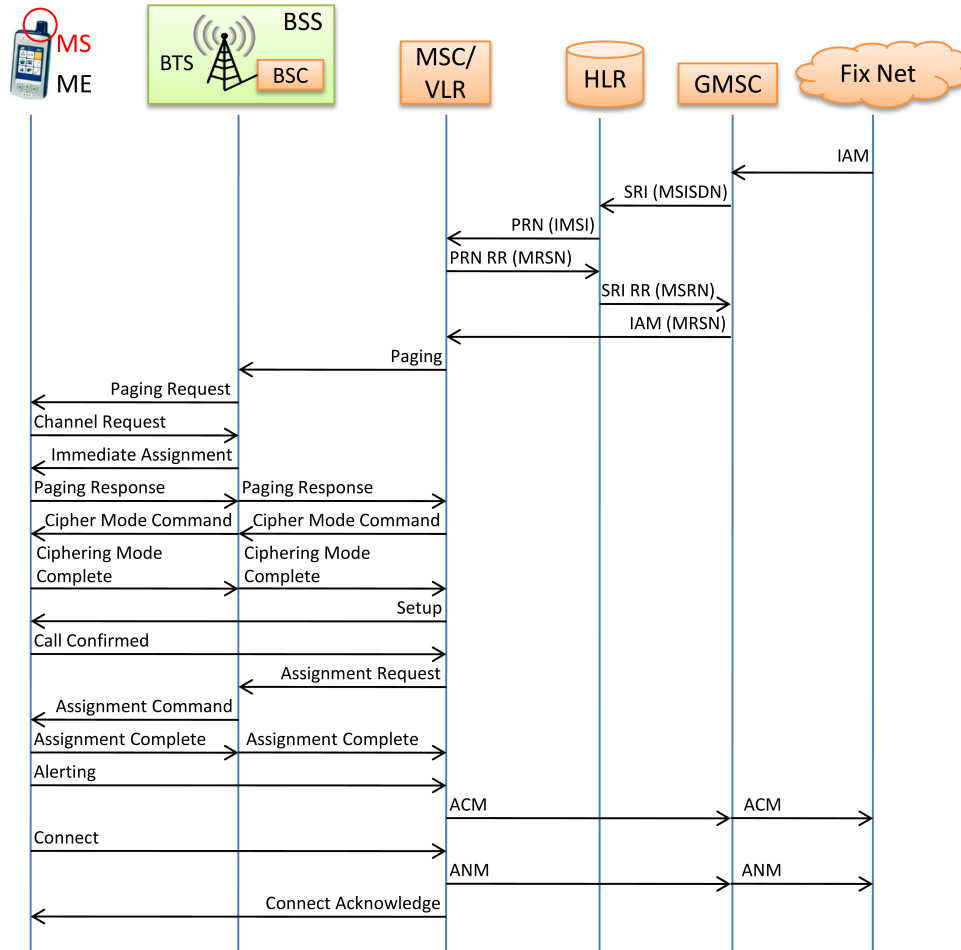 MS
ME
BSS
BTS
BSC
MSC/
VLR
HLR
GMSC
Fix Net
IAM
SRI (MSISDN)
PRN (IMSI)
PRN RR (MRSN)
SRI RR (MSRN)
IAM (MRSN)
Paging
Paging Request
Channel Request
Immediate Assignment
Paging Response
Paging Response
Cipher Mode Command
Cipher Mode Command
Ciphering Mode
Complete
Ciphering Mode
Complete
Setup
Call Confirmed
Assignment Request
Assignment Command
Assignment Complete
Assignment Complete
Alerting
ACM
ACM
Connect
ANM
ANM
Connect Acknowledge